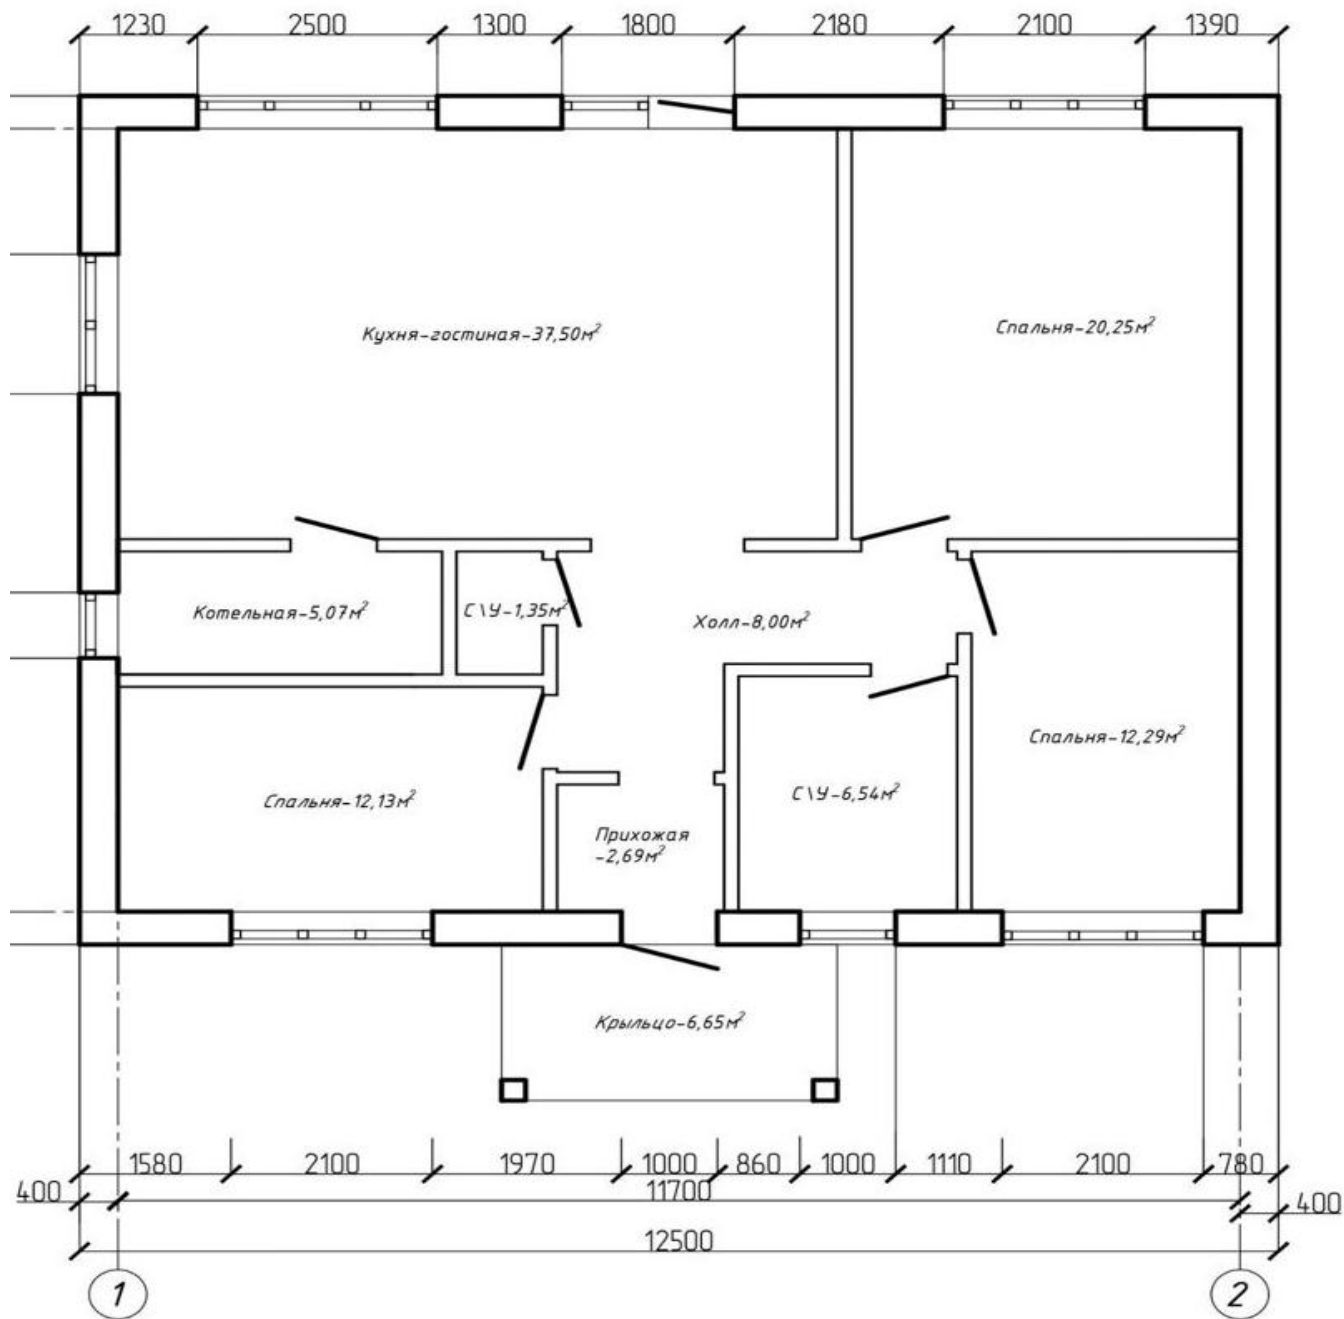 1230 2500 1300 1800 2180 2100 1390
Кухня-гостиная-37,50м²
Спальня-20,25м²
Котельная-5,07м²
С\У-1,35м²
Холл-8,00м²
Спальня-12,29м²
Спальня-12,13м²
С\У-6,54м²
Прихожая
-2,69м²
Крыльцо-6,65м²
1580 2100 1970 1000 860 1000 1110 2100 780
400 11700 400
12500
1 2